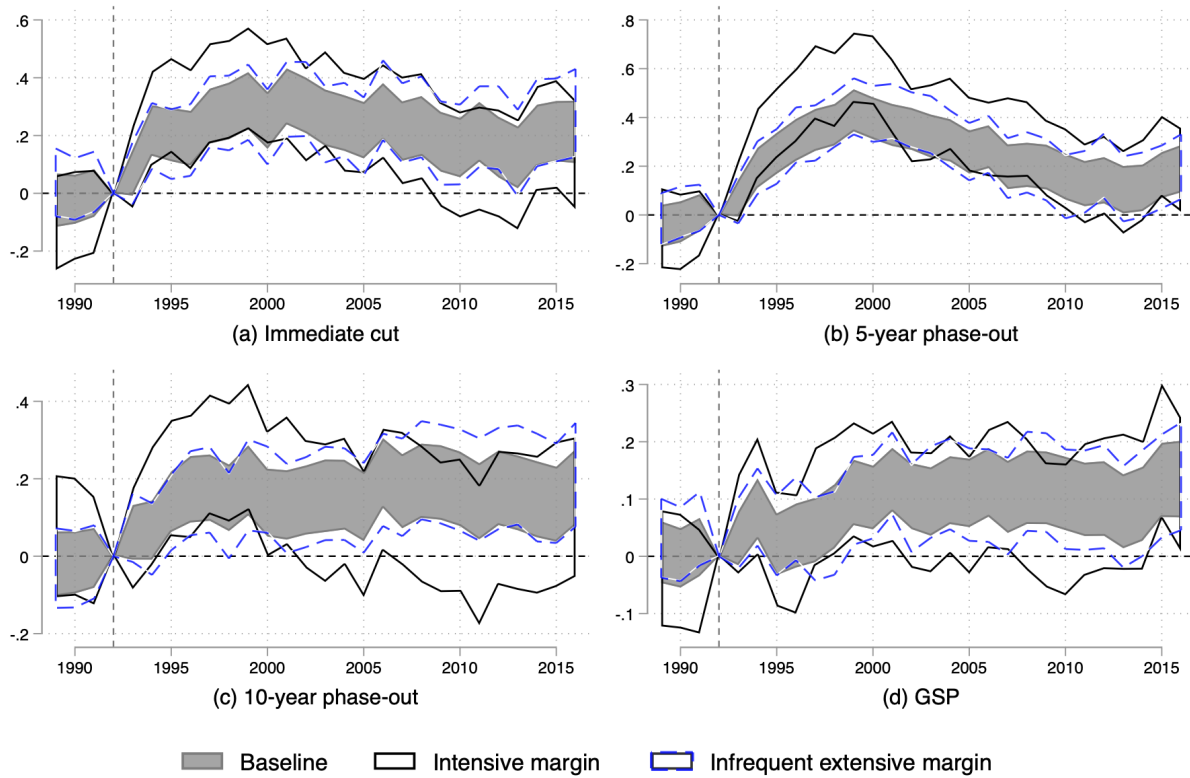 .6
.4
.2
0
-.2
1990 1995 2000 2005 2010 2015
(a) Immediate cut
.8
.6
.4
.2
0
-.2
1990 1995 2000 2005 2010 2015
(b) 5-year phase-out
.4
.2
0
-.2
1990 1995 2000 2005 2010 2015
(c) 10-year phase-out
.3
.2
.1
0
-.1
1990 1995 2000 2005 2010 2015
(d) GSP
Baseline Intensive margin Infrequent extensive margin